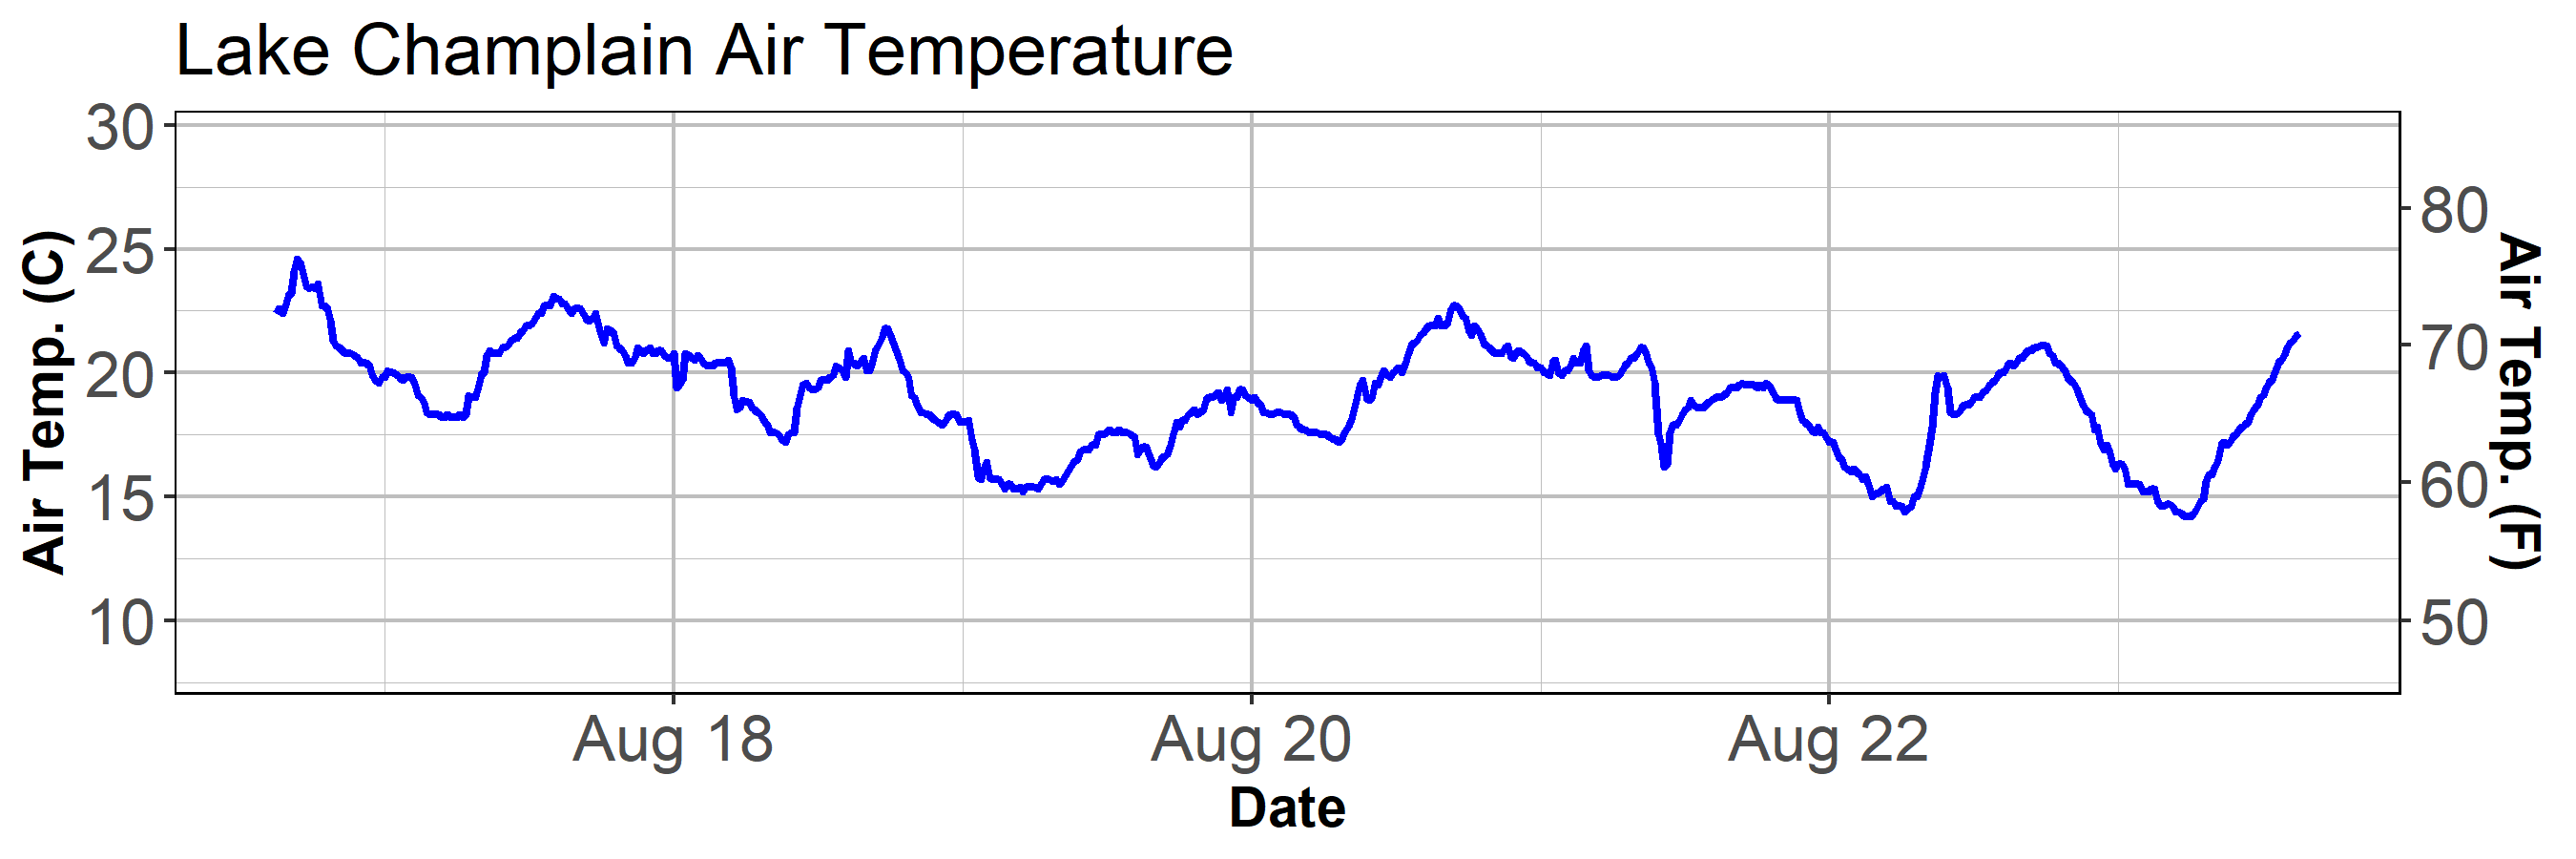 Lake Champlain Air Temperature
30
25
20
15
10
Air Temp. (C)
80
70
60
50
Air Temp. (F)
Aug 18 Aug 20 Aug 22
Date